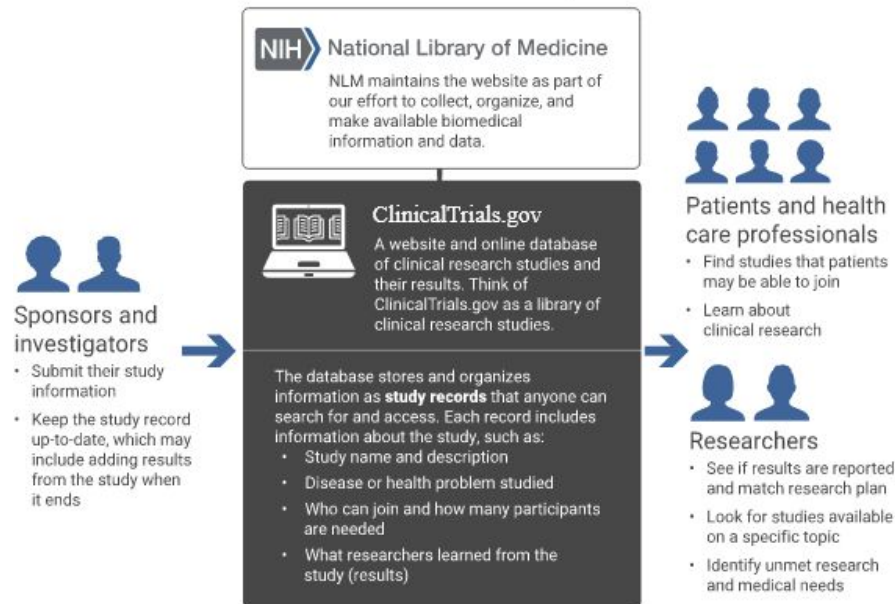 NIH National Library of Medicine
NLM maintains the website as part of
our effort to collect, organize, and
make available biomedical
information and data.
Sponsors and
investigators
• Submit their study
information
• Keep the study record
up-to-date, which may
include adding results
from the study when
it ends
ClinicalTrials.gov
A website and online database
of clinical research studies and
their results. Think of
ClinicalTrials.gov as a library of
clinical research studies.
The database stores and organizes
information as study records that anyone can
search for and access. Each record includes
information about the study, such as:
• Study name and description
• Disease or health problem studied
• Who can join and how many participants
are needed
• What researchers learned from the
study (results)
Patients and health
care professionals
• Find studies that patients
may be able to join
• Learn about
clinical research
Researchers
• See if results are reported
and match research plan
• Look for studies available
on a specific topic
• Identify unmet research
and medical needs